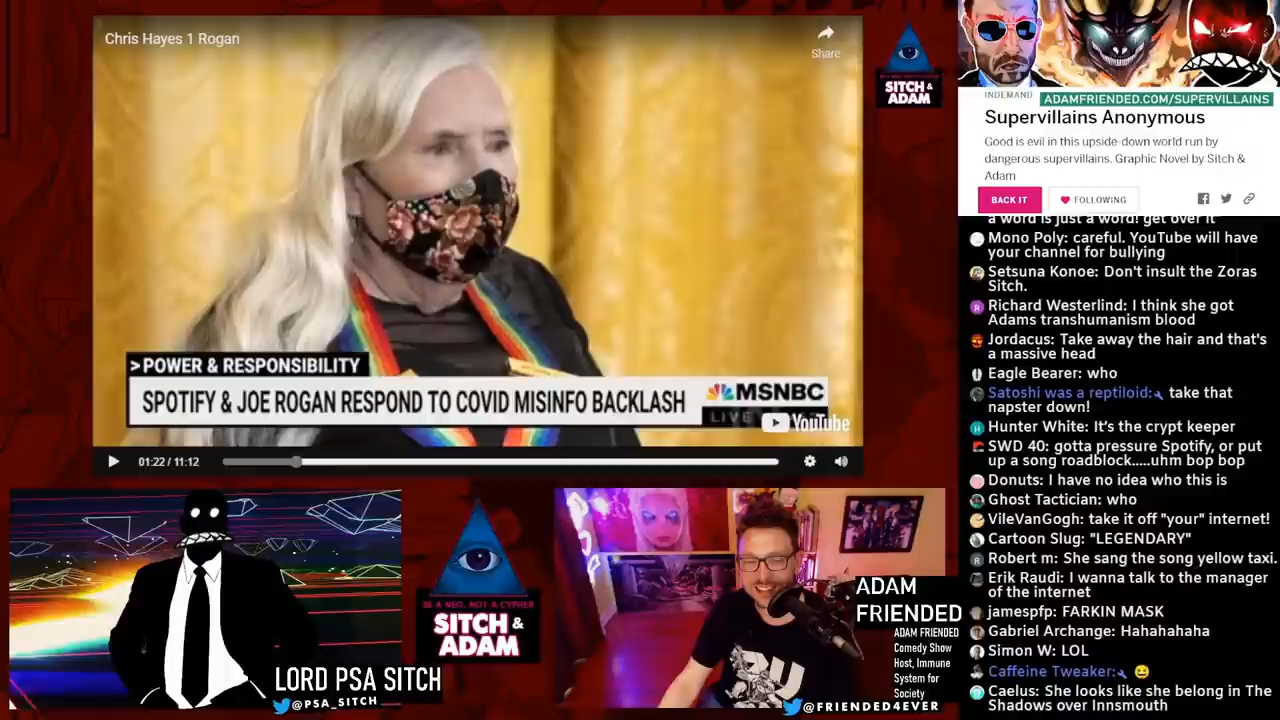 Chris Hayes 1 Rogan
Share
>POWER & RESPONSIBILITY
SPOTIFY & JOE ROGAN RESPOND TO COVID MISINFO BACKLASH
MSNBC
LIVE
YouTube
01:22 / 11:12
SITCH &
ADAM
INDEMAND
ADAMFRIENDED.COM/SUPERVILLAINS
Supervillains Anonymous
Good is evil in this upside-down world run by
dangerous supervillains. Graphic Novel by Sitch &
Adam
BACK IT
FOLLOWING
a word is just a word! get over it
Mono Poly: careful. YouTube will have
your channel for bullying
Setsuna Konoe: Don't insult the Zoras
Sitch.
Richard Westerlind: I think she got
Adams transhumanism blood
Jordacus: Take away the hair and that's
a massive head
Eagle Bearer: who
Satoshi was a reptiloid: take that
napster down!
Hunter White: It's the crypt keeper
SWD 40: gotta pressure Spotify, or put
up a song roadblock.....uhm bop bop
Donuts: I have no idea who this is
Ghost Tactician: who
VileVanGogh: take it off "your" internet!
Cartoon Slug: "LEGENDARY"
Robert m: She sang the song yellow taxi.
Erik Raudi: I wanna talk to the manager
of the internet
jamespfp: FARKIN MASK
Gabriel Archange: Hahahahaha
Simon W: LOL
Caffeine Tweaker: 😆
Caelus: She looks like she belong in The
Shadows over Innsmouth
LORD PSA SITCH
@PSA_SITCH
BE A NEO, NOT A CYPHER
SITCH &
ADAM
ADAM
FRIENDED
ADAM FRIENDED
Comedy Show
Host, Immune
System for
Society
@FRIENDED4EVER